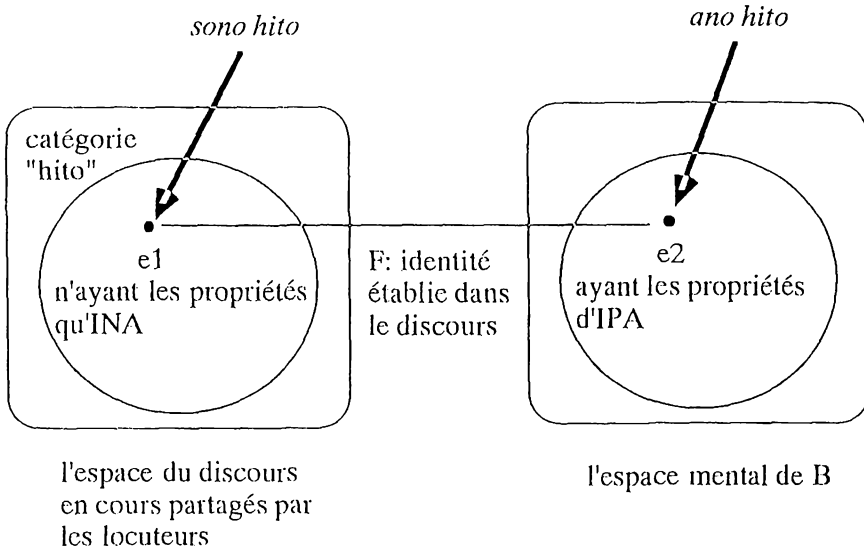 sono hito
ano hito
catégorie
"hito"
e1
n'ayant les propriétés
qu'INA
F: identité
établie dans
le discours
e2
ayant les propriétés
d'IPA
l'espace du discours
en cours partagés par
les locuteurs
l'espace mental de B